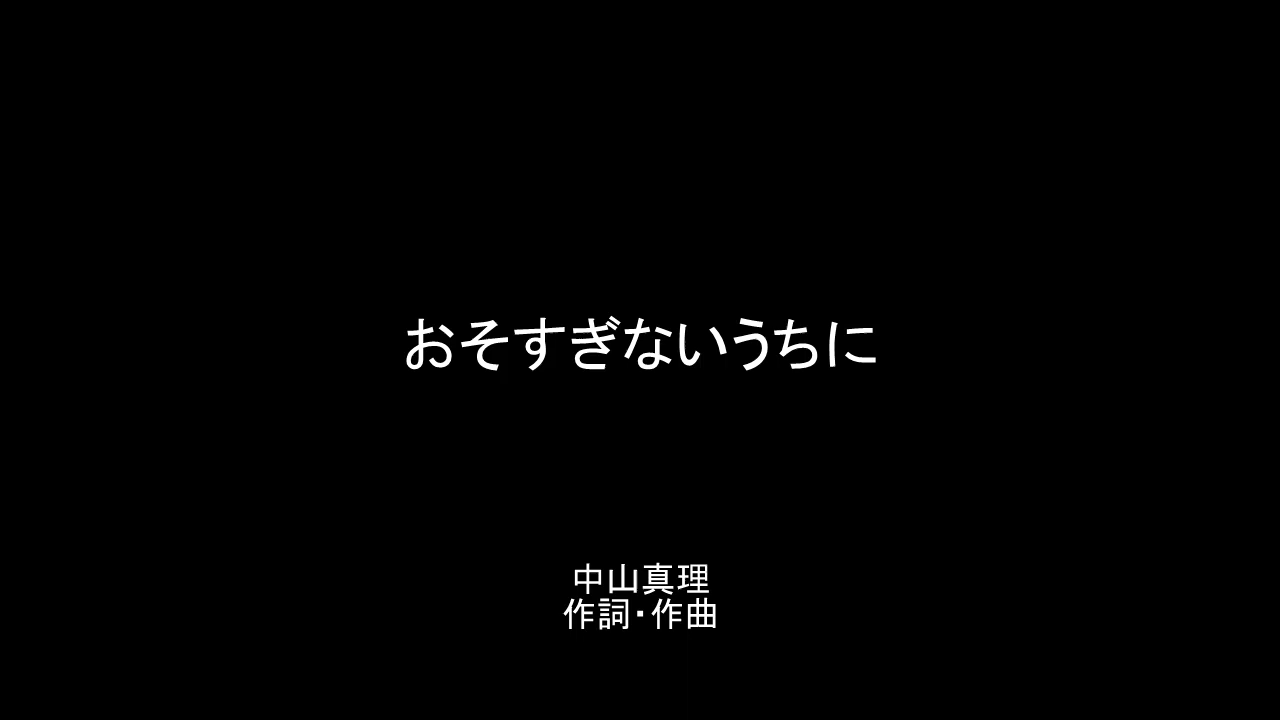 おそすぎないうちに
中山真理
作詞・作曲